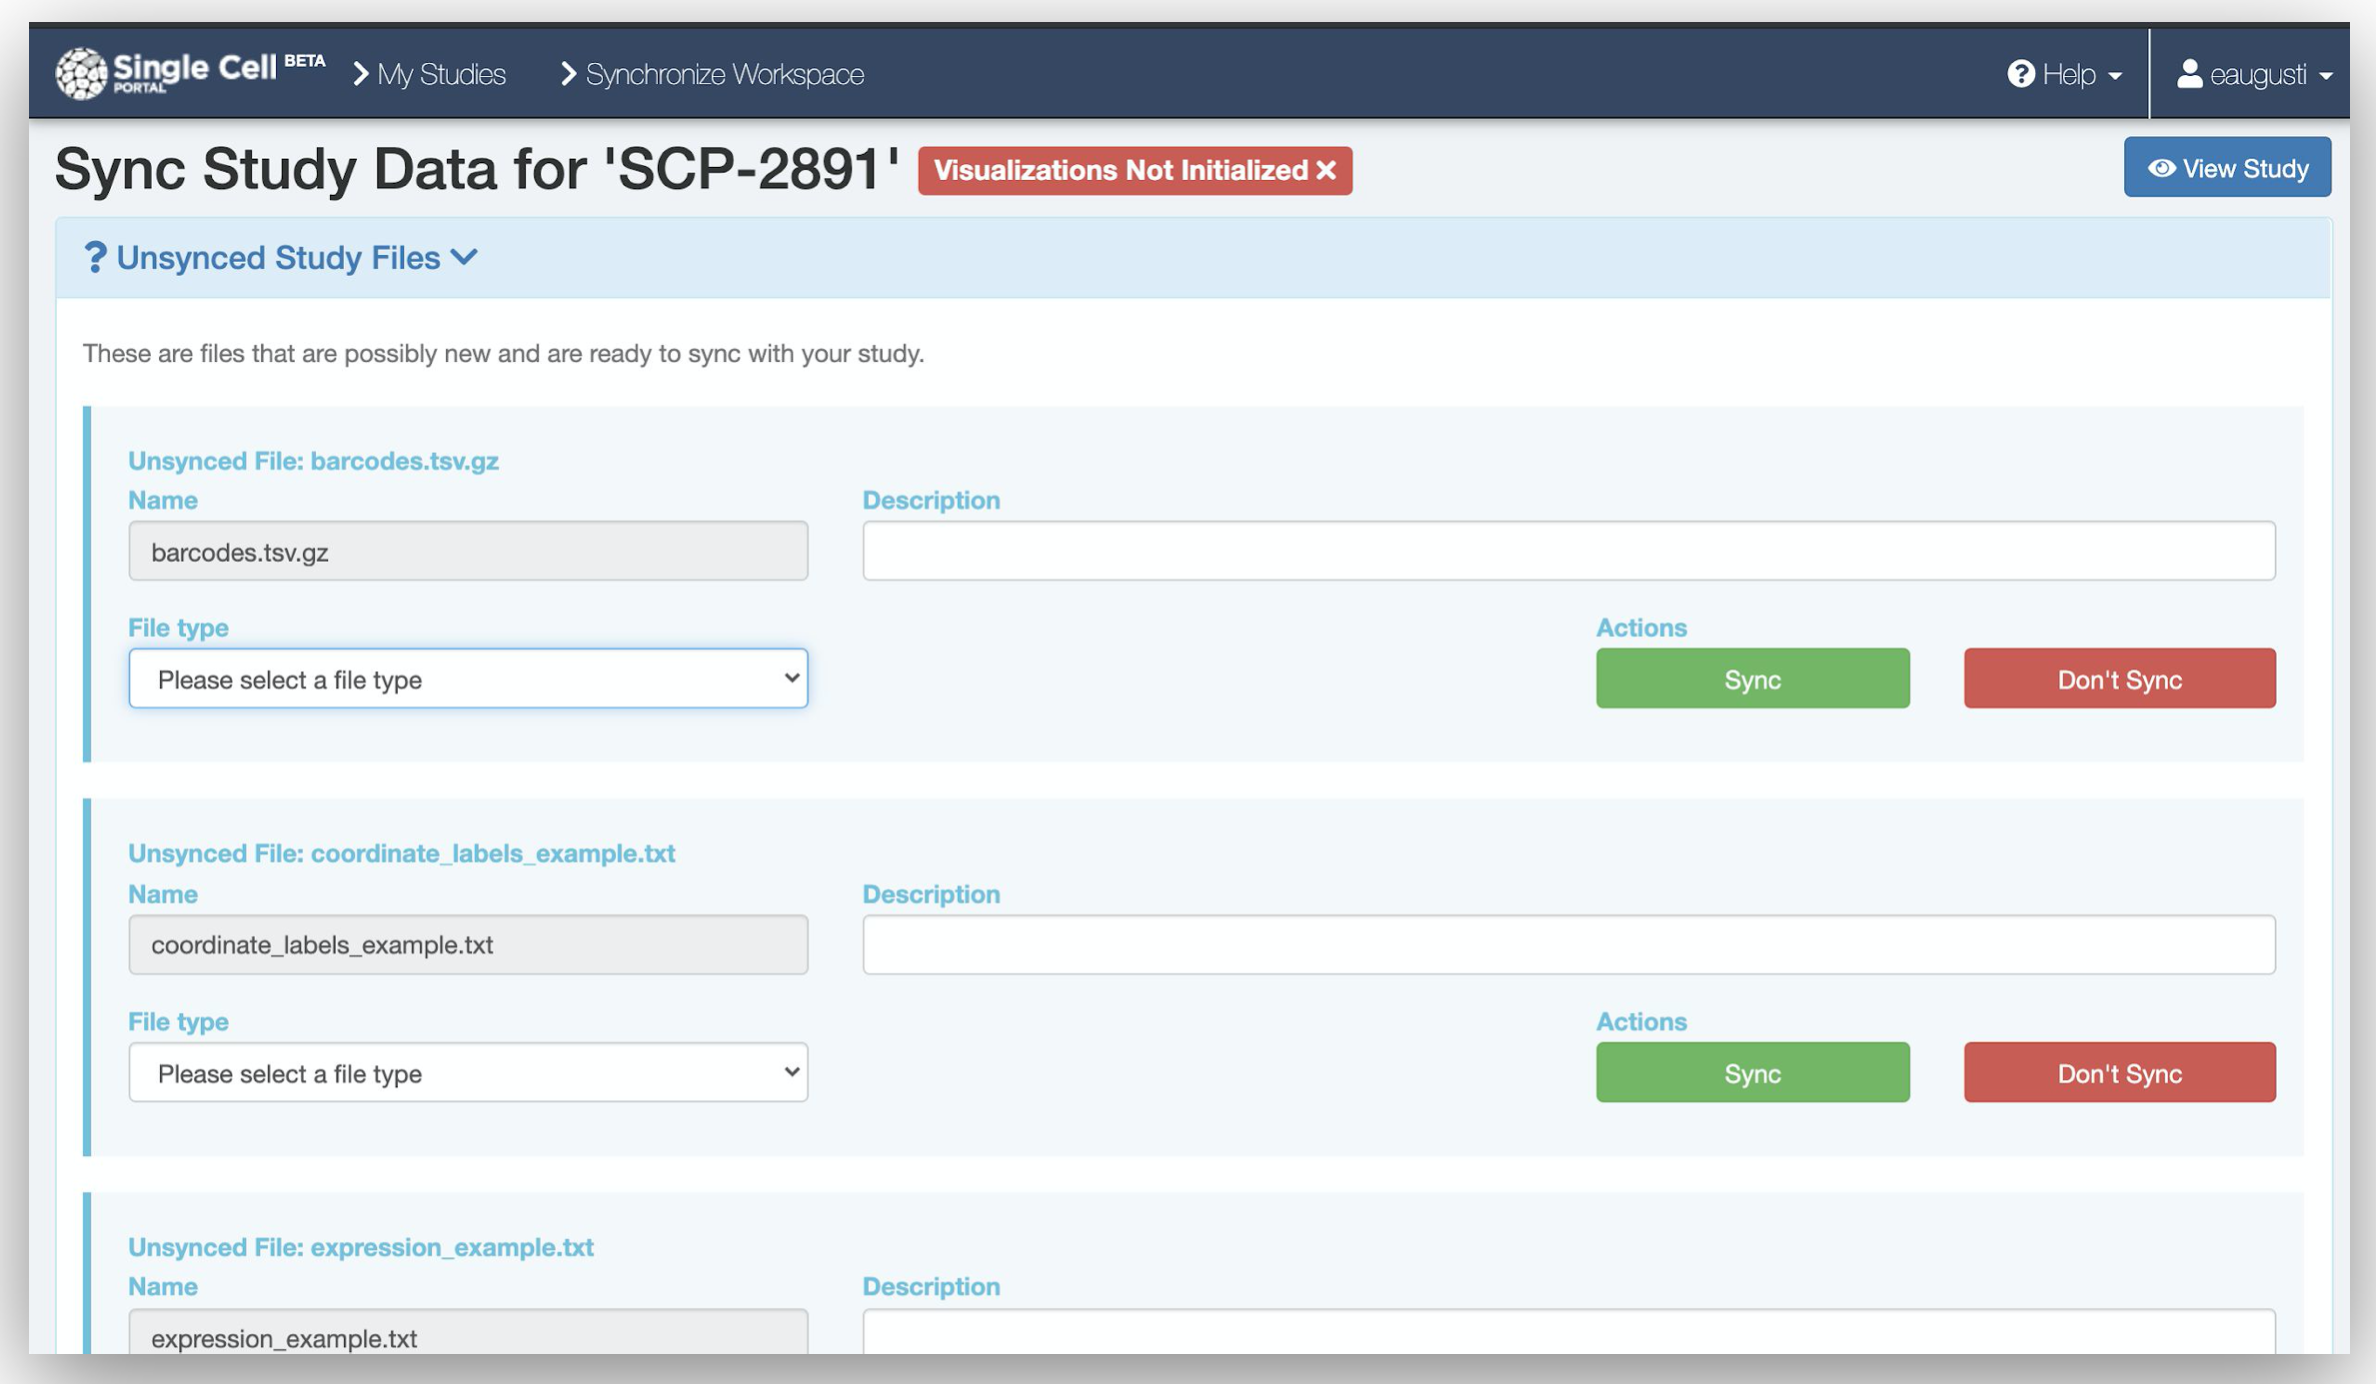 Single Cell BETA
PORTAL
My Studies
Synchronize Workspace
Help
eaugusti
Sync Study Data for 'SCP-2891'
Visualizations Not Initialized
View Study
? Unsynced Study Files
These are files that are possibly new and are ready to sync with your study.
Unsynced File: barcodes.tsv.gz
Name
Description
barcodes.tsv.gz
File type
Actions
Please select a file type
Sync
Don't Sync
Unsynced File: coordinate_labels_example.txt
Name
Description
coordinate_labels_example.txt
File type
Actions
Please select a file type
Sync
Don't Sync
Unsynced File: expression_example.txt
Name
Description
expression_example.txt